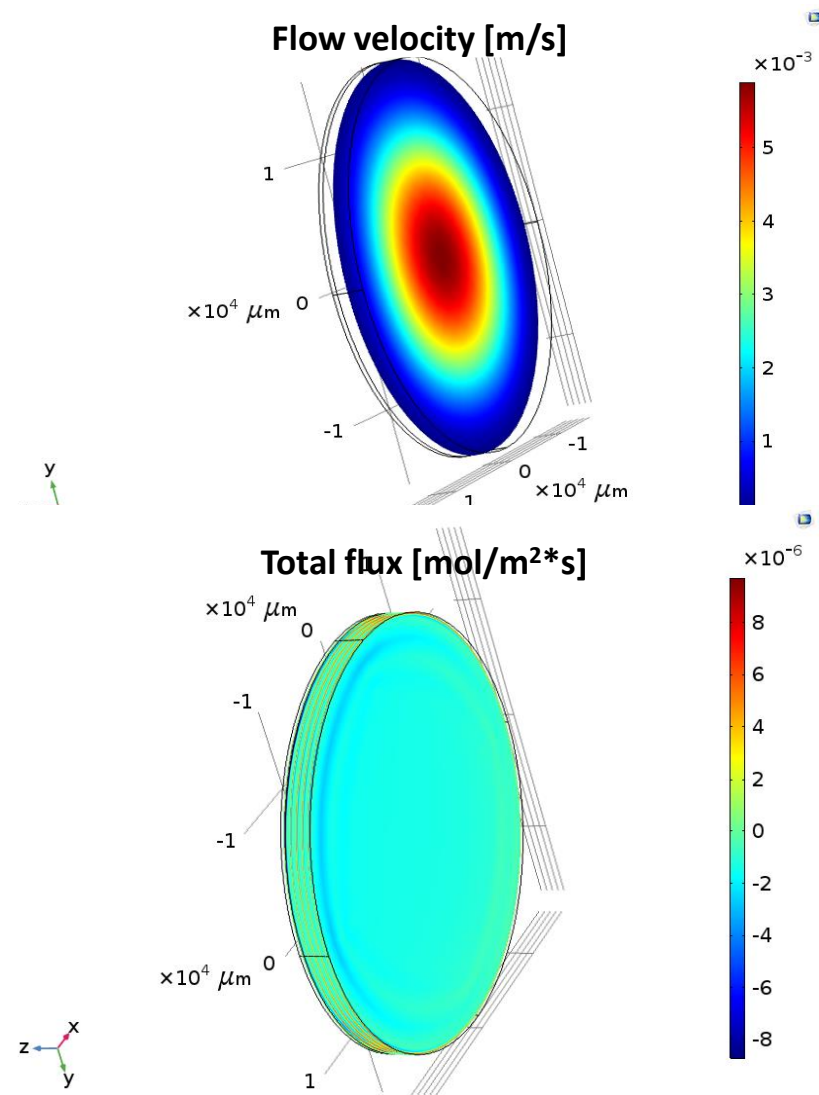 Flow velocity [m/s]
×10⁻³
5
4
3
2
1
1
0
×10⁴ μm
-1
-1
0
1
×10⁴ μm
y
Total flux [mol/m²*s]
1
×10⁻⁶
8
6
4
2
0
-2
-4
-6
-8
×10⁴ μm
0
-1
-1
0
×10⁴ μm
1
x
z
y